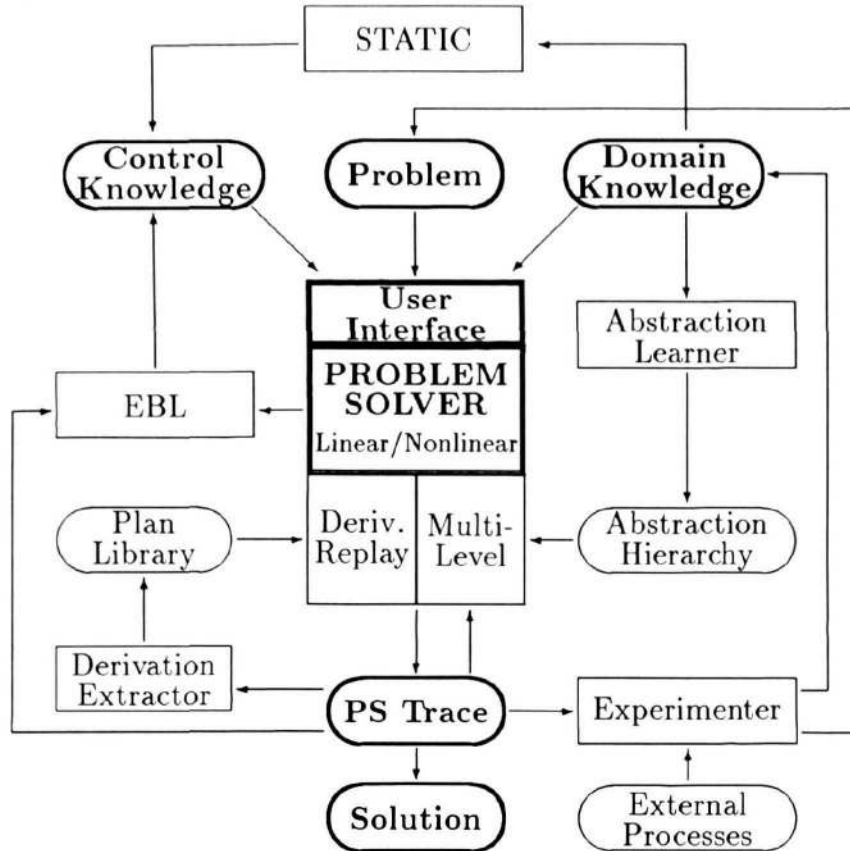 STATIC
Control
Knowledge
Problem
Domain
Knowledge
User
Interface
Abstraction
Learner
PROBLEM
SOLVER
Linear/Nonlinear
EBL
Plan
Library
Deriv.
Replay
Multi-
Level
Abstraction
Hierarchy
Derivation
Extractor
PS Trace
Experimenter
Solution
External
Processes